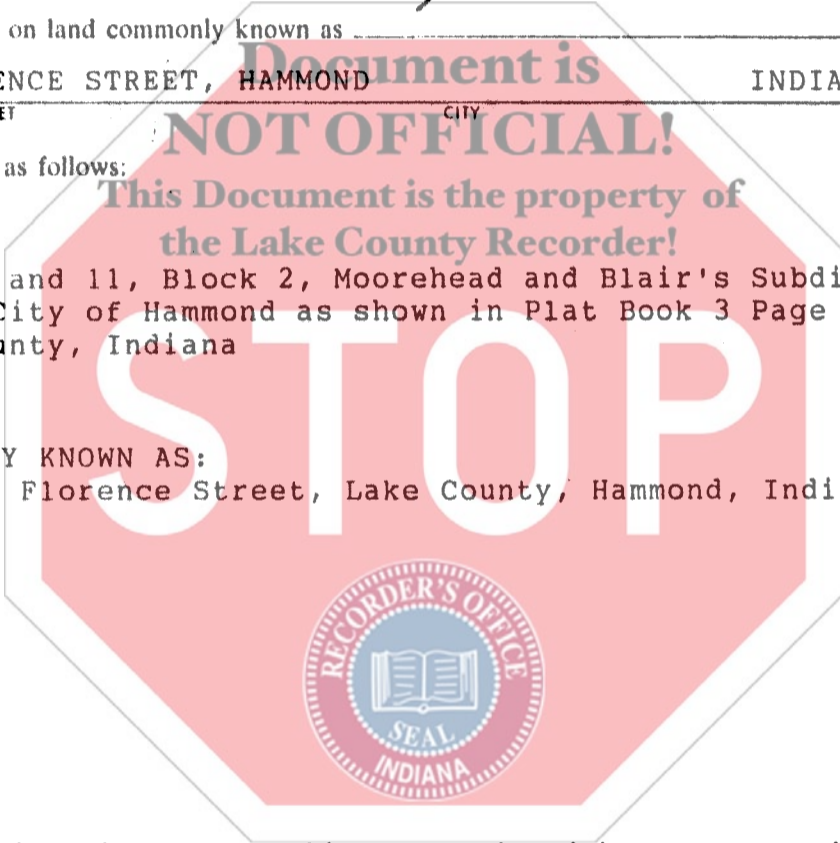 on land commonly known as
Document is
ENCE STREET, HAMMOND INDIA
ET CITY
NOT OFFICIAL!
as follows:
This Document is the property of
the Lake County Recorder!
and 11, Block 2, Moorehead and Blair's Subdi
City of Hammond as shown in Plat Book 3 Page
unty, Indiana
STOP
Y KNOWN AS:
Florence Street, Lake County, Hammond, Indi
RECORDER'S OFFICE
SEAL
INDIANA